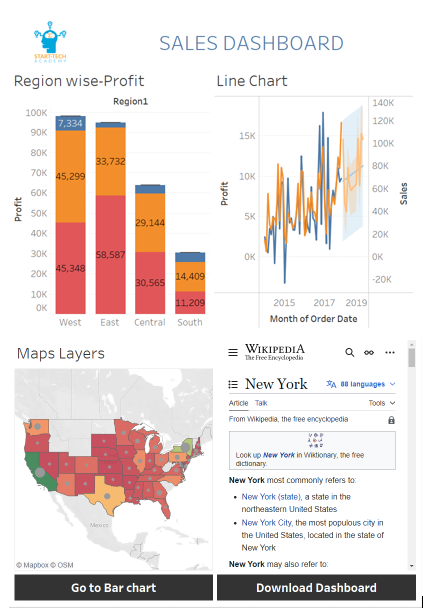 START-TECH
ACADEMY
SALES DASHBOARD
Region wise-Profit
Region1
Profit
100K
90K
80K
70K
60K
50K
40K
30K
20K
10K
0K
7,334
45,299
45,348
33,732
58,587
29,144
30,565
14,409
11,209
West East Central South
Line Chart
Profit
15K
10K
5K
0K
140K
120K
100K
80K
60K
40K
20K
0K
-20K
Sales
2015 2017 2019
Month of Order Date
Maps Layers
Mexico
© Mapbox © OSM
WIKIPEDIA
The Free Encyclopedia
New York
88 languages
Article Talk
Tools
From Wikipedia, the free encyclopedia
Look up New York in Wiktionary, the free
dictionary.
New York most commonly refers to:
• New York (state), a state in the
northeastern United States
• New York City, the most populous city in
the United States, located in the state of
New York
New York may also refer to:
Go to Bar chart
Download Dashboard